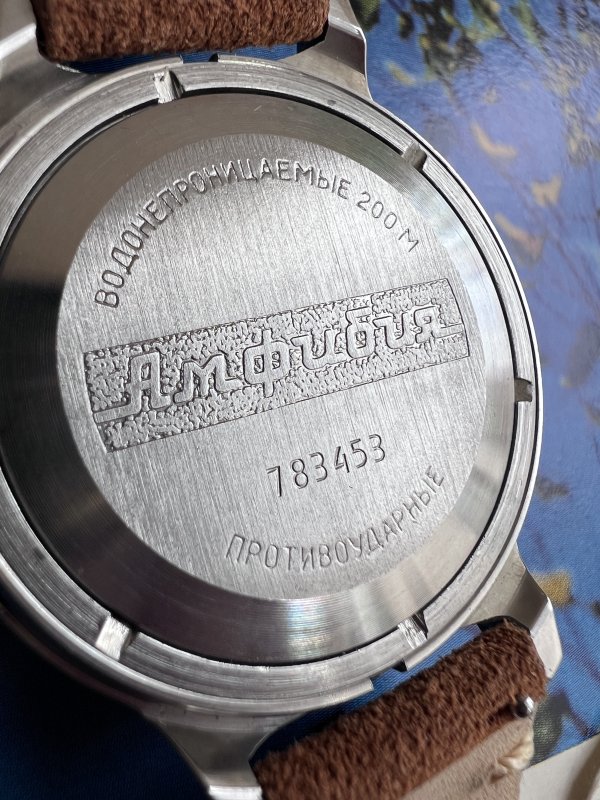 ВОДОНЕПРОНИЦАЕМЫЕ 200 М
Амфибия
783453
ПРОТИВОУДАРНЫЕ